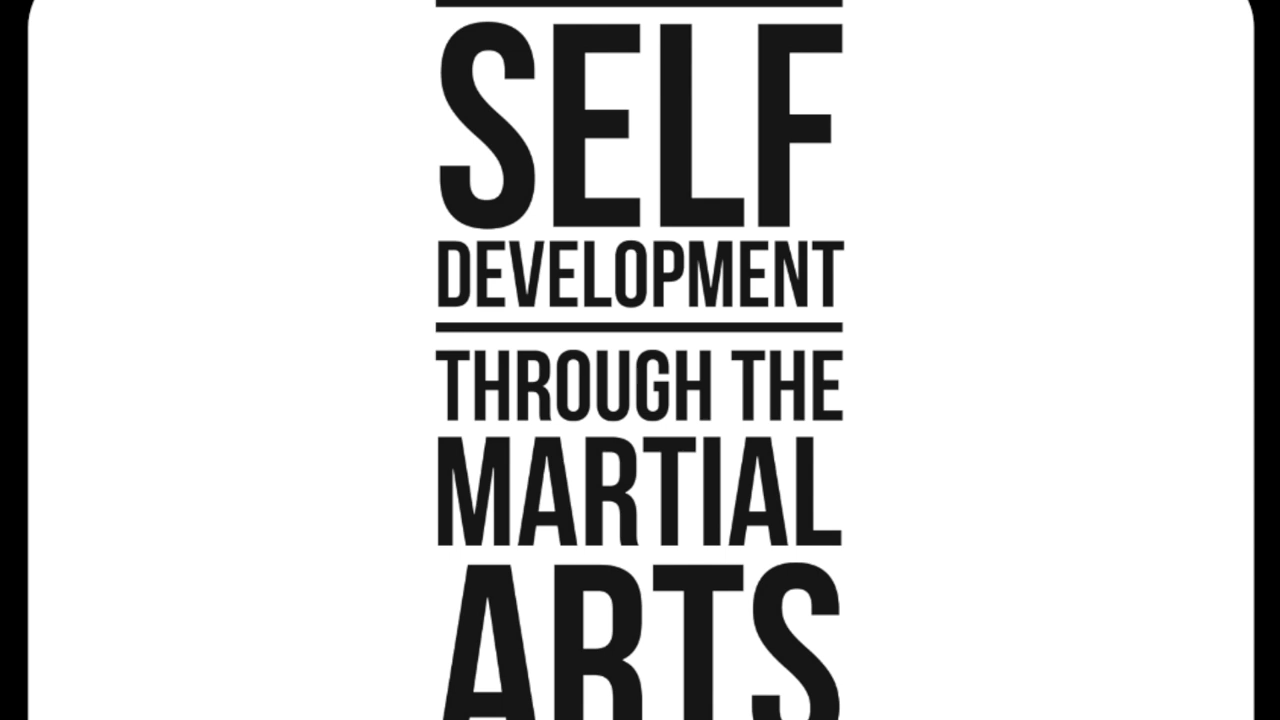 SELF
DEVELOPMENT
THROUGH THE
MARTIAL
ARTS